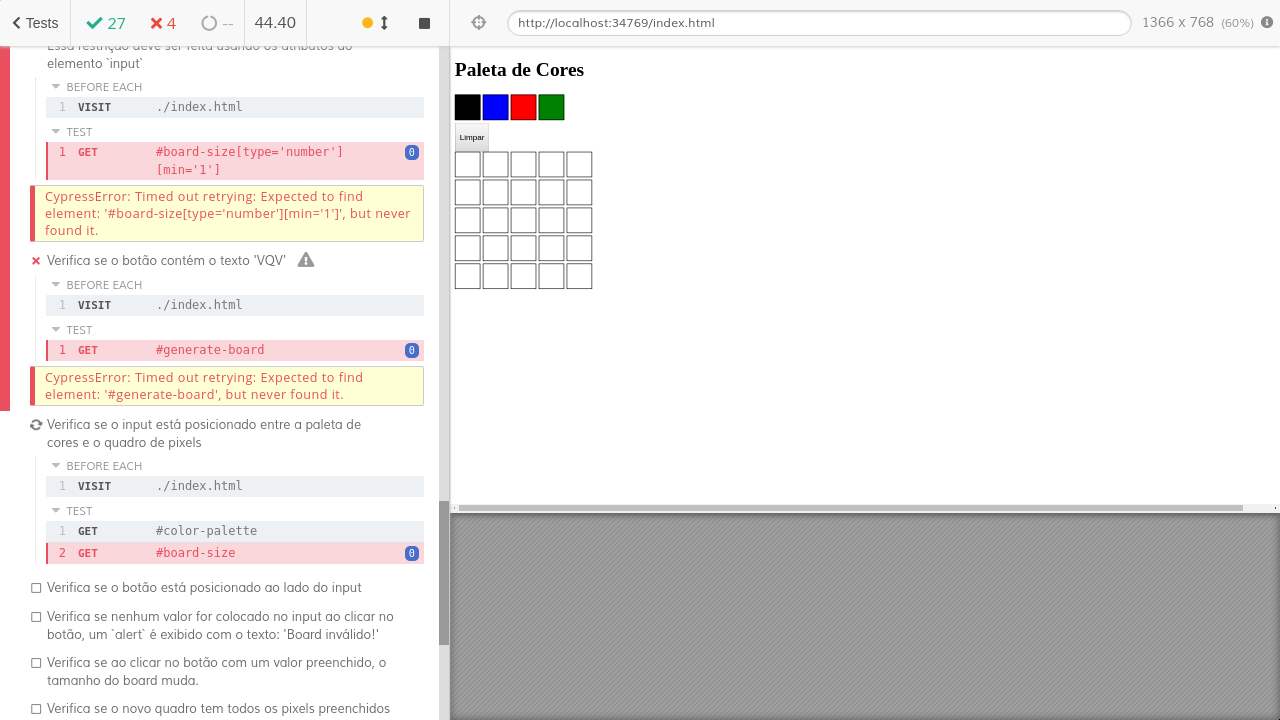 Tests
27
4
--
44.40
http://localhost:34769/index.html
1366 x 768 (60%)
Essa restrição deve ser feita usando os atributos do
elemento `input`
BEFORE EACH
1 VISIT ./index.html
TEST
1 GET #board-size[type='number'] 0
[min='1']
CypressError: Timed out retrying: Expected to find
element: '#board-size[type='number'][min='1']', but never
found it.
Verifica se o botão contém o texto 'VQV'
BEFORE EACH
1 VISIT ./index.html
TEST
1 GET #generate-board 0
CypressError: Timed out retrying: Expected to find
element: '#generate-board', but never found it.
Verifica se o input está posicionado entre a paleta de
cores e o quadro de pixels
BEFORE EACH
1 VISIT ./index.html
TEST
1 GET #color-palette
2 GET #board-size 0
Verifica se o botão está posicionado ao lado do input
Verifica se nenhum valor for colocado no input ao clicar no
botão, um `alert` é exibido com o texto: 'Board inválido!'
Verifica se ao clicar no botão com um valor preenchido, o
tamanho do board muda.
Verifica se o novo quadro tem todos os pixels preenchidos
Paleta de Cores
Limpar